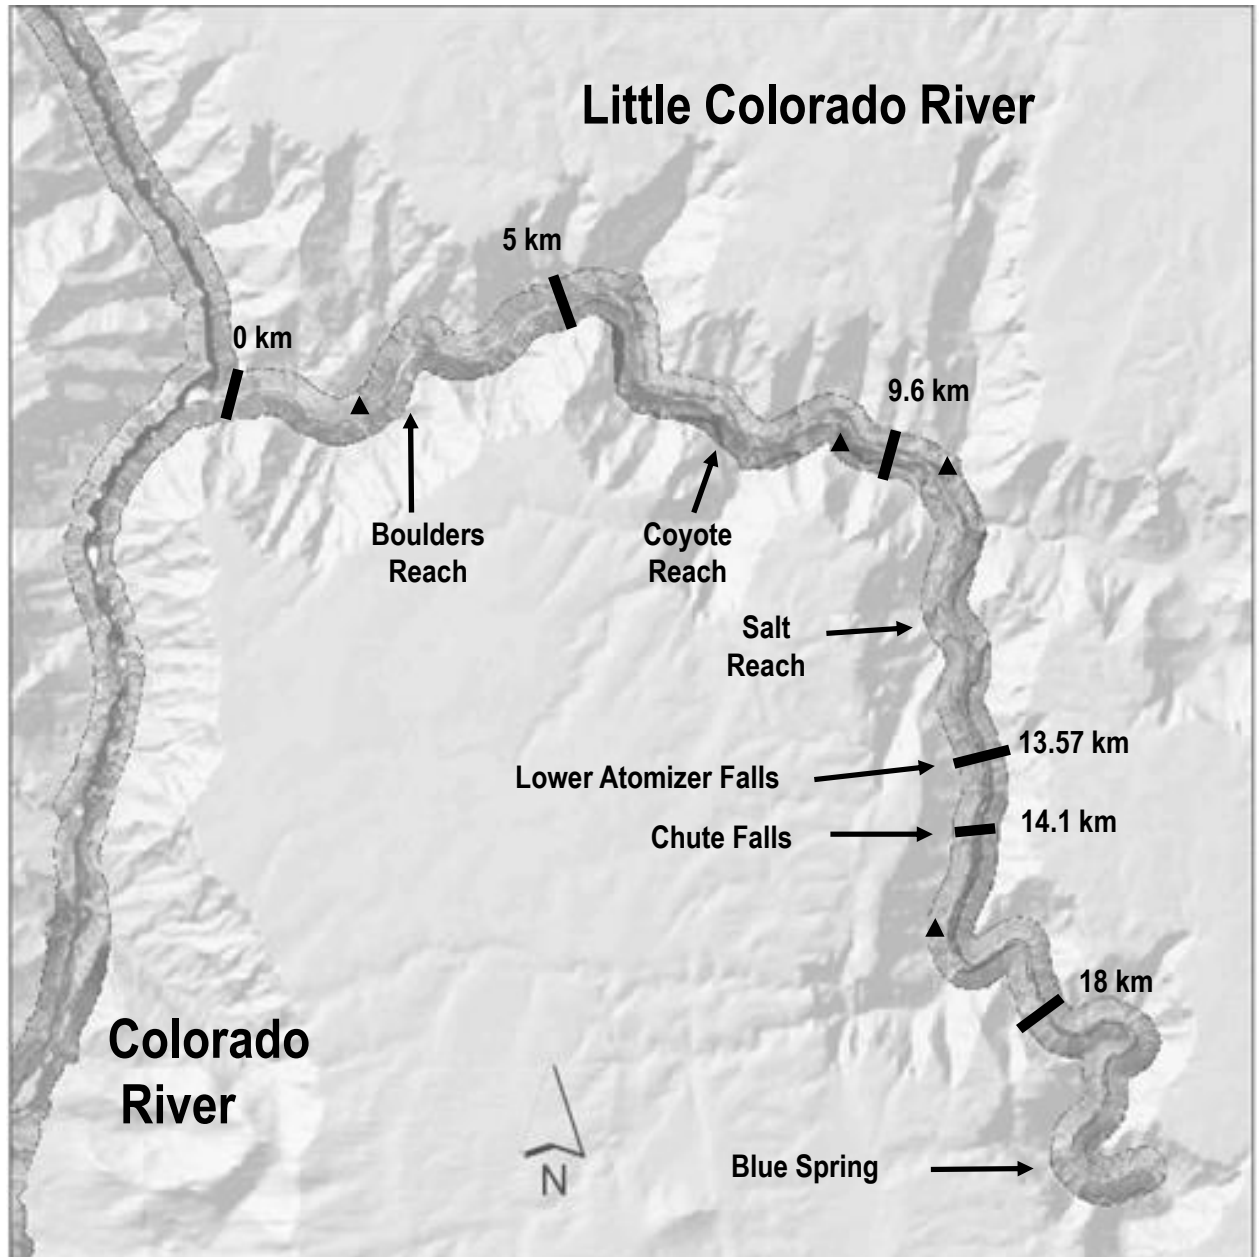 Little Colorado River
5 km
0 km
9.6 km
Boulders
Reach
Coyote
Reach
Salt
Reach
13.57 km
Lower Atomizer Falls
14.1 km
Chute Falls
18 km
Colorado
River
Blue Spring
N